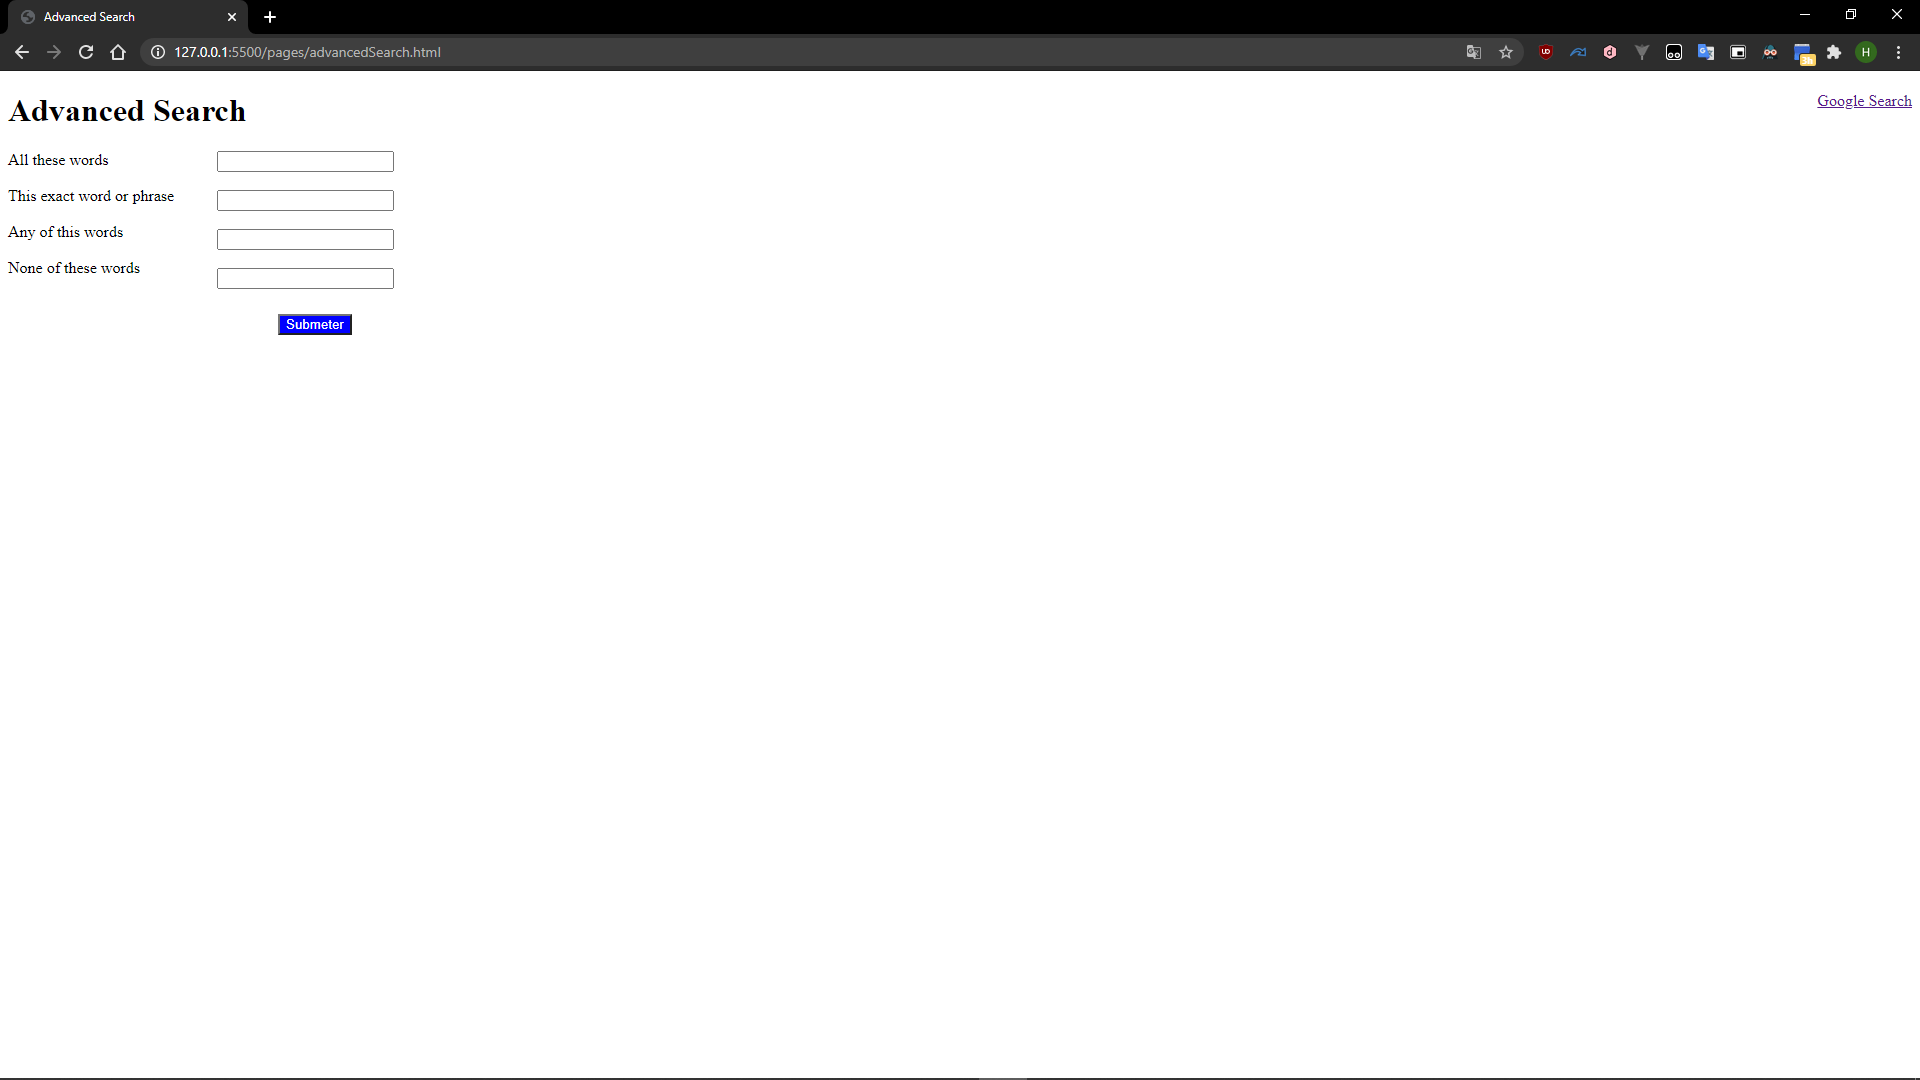 Advanced Search
127.0.0.1:5500/pages/advancedSearch.html
H
Advanced Search
Google Search
All these words
This exact word or phrase
Any of this words
None of these words
Submeter